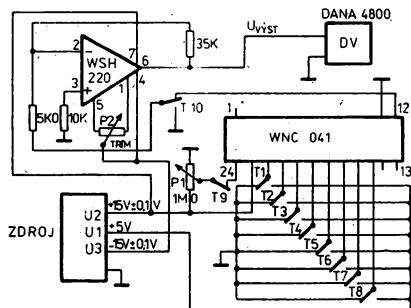 DANA 4800
UVÝST
DV
35K
2
7
WSH
220
6
3
1
4
5
5K0
10K
P2
TRIM
T10
1
12
WNC 041
24
13
P1
1M0
T9
T1
T2
T3
T4
T5
T6
T7
T8
ZDROJ
U2
+15V±0,1V
U1
+5V
U3
-15V±0,1V